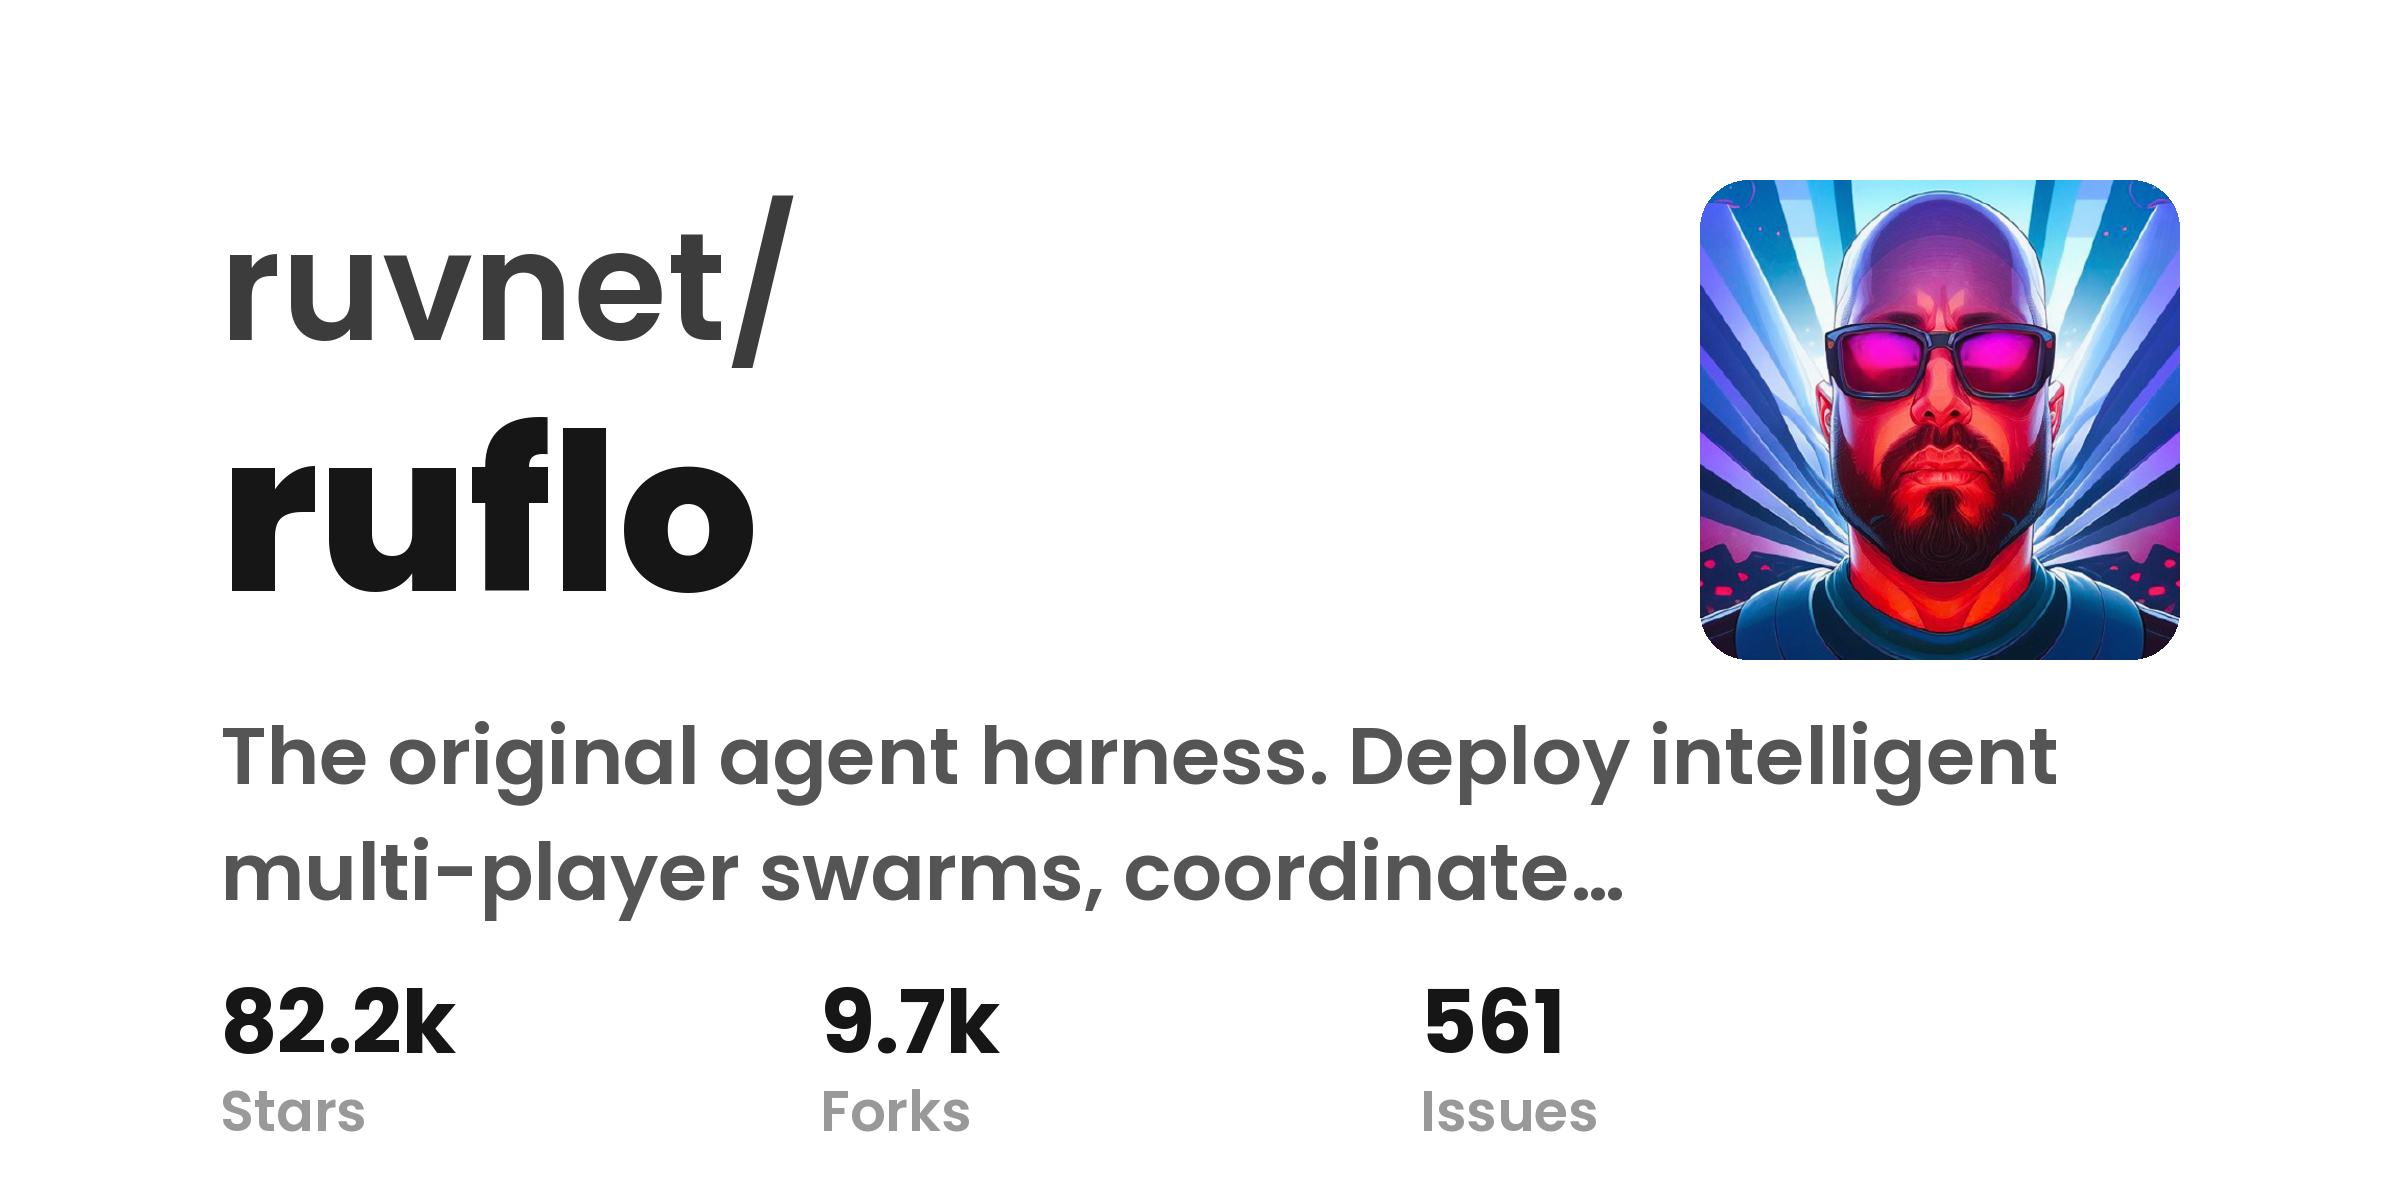 ruvnet/
ruflo
The original agent harness. Deploy intelligent
multi-player swarms, coordinate...
82.2k 9.7k 561
Stars Forks Issues